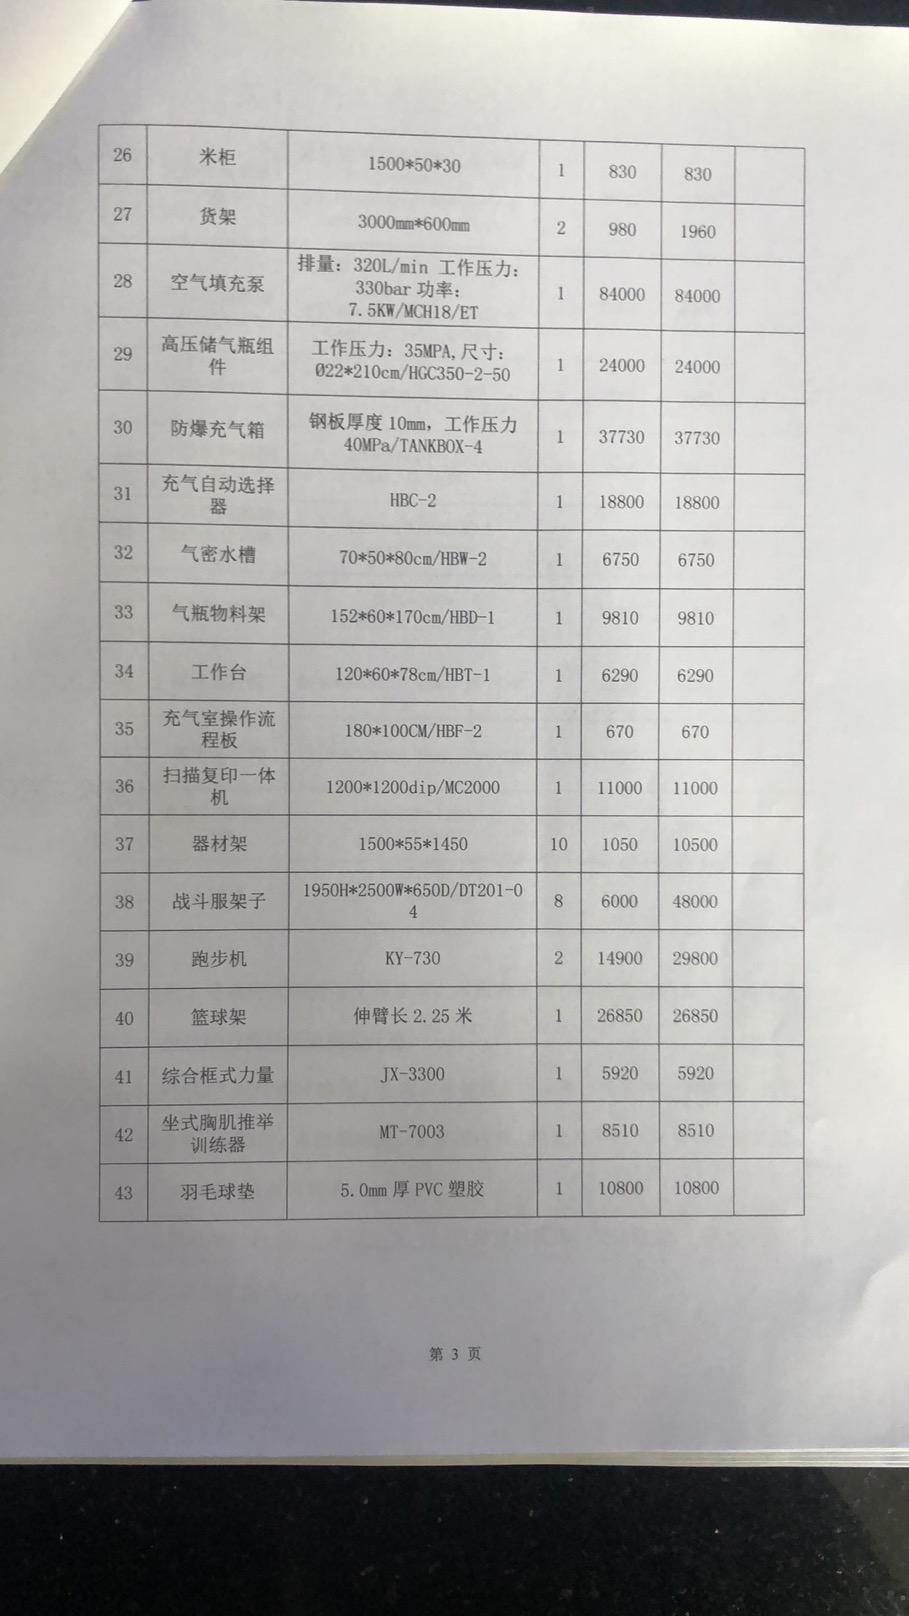 26 米柜 1500*50*30 1 830 830
27 货架 3000mm*600mm 2 980 1960
28 空气填充泵 排量：320L/min 工作压力：
330bar 功率：
7.5KW/MCH18/ET 1 84000 84000
29 高压储气瓶组
件 工作压力：35MPA,尺寸：
Ø22*210cm/HGC350-2-50 1 24000 24000
30 防爆充气箱 钢板厚度10mm，工作压力
40MPa/TANKBOX-4 1 37730 37730
31 充气自动选择
器 HBC-2 1 18800 18800
32 气密水槽 70*50*80cm/HBW-2 1 6750 6750
33 气瓶物料架 152*60*170cm/HBD-1 1 9810 9810
34 工作台 120*60*78cm/HBT-1 1 6290 6290
35 充气室操作流
程板 180*100CM/HBF-2 1 670 670
36 扫描复印一体
机 1200*1200dip/MC2000 1 11000 11000
37 器材架 1500*55*1450 10 1050 10500
38 战斗服架子 1950H*2500W*650D/DT201-0
4 8 6000 48000
39 跑步机 KY-730 2 14900 29800
40 篮球架 伸臂长2.25米 1 26850 26850
41 综合框式力量 JX-3300 1 5920 5920
42 坐式胸肌推举
训练器 MT-7003 1 8510 8510
43 羽毛球垫 5.0mm厚PVC塑胶 1 10800 10800
第 3 页